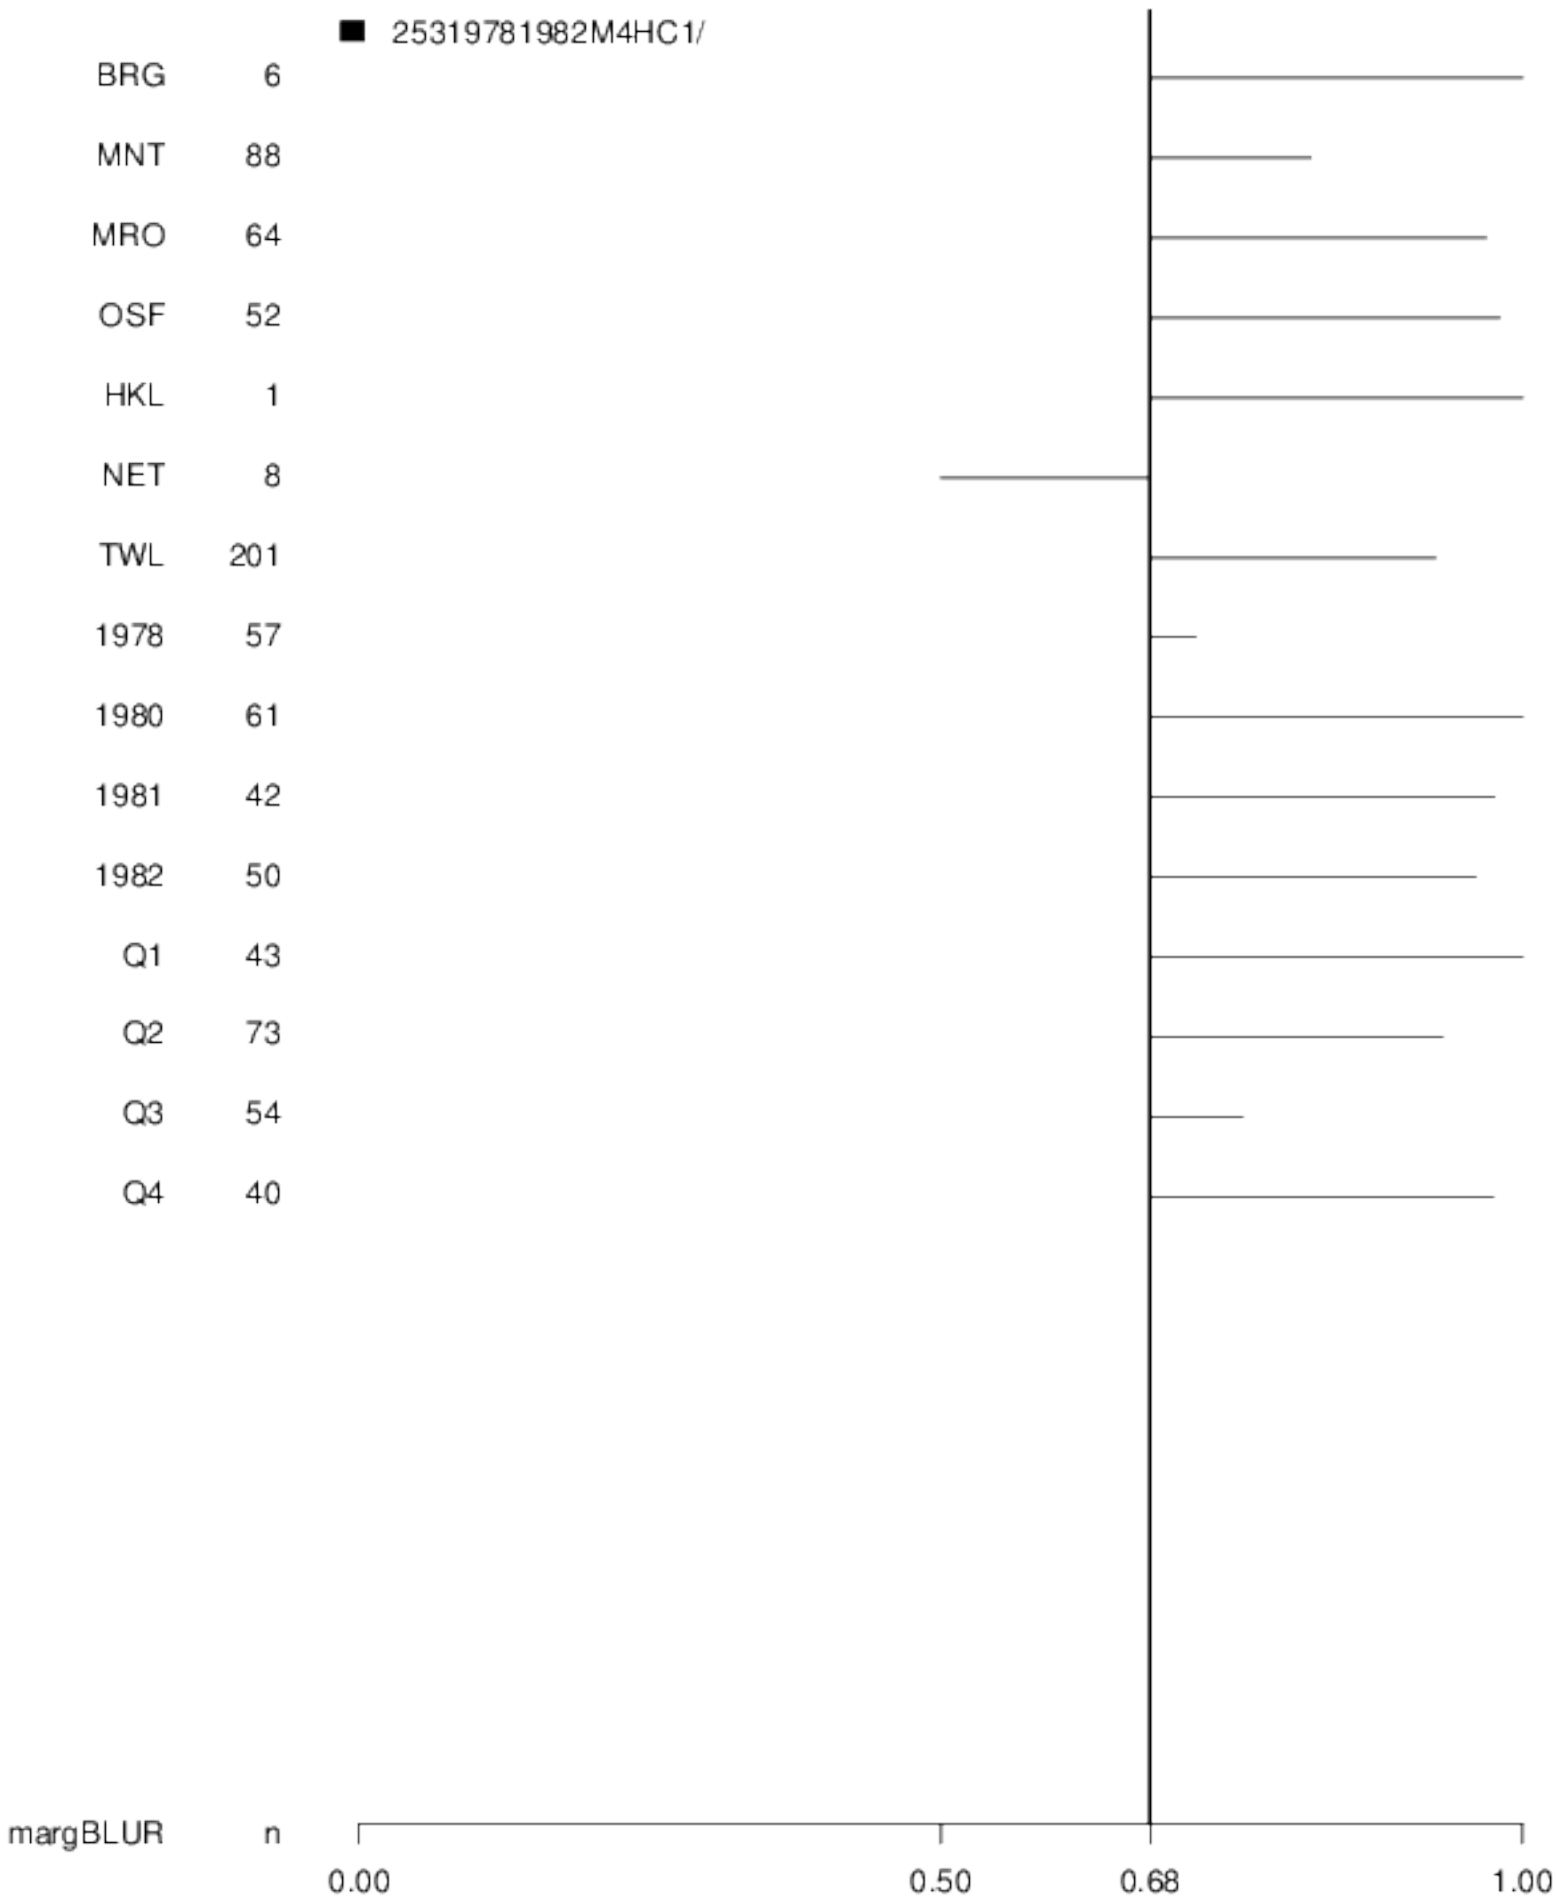 25319781982M4HC1/
BRG 6
MNT 88
MRO 64
OSF 52
HKL 1
NET 8
TWL 201
1978 57
1980 61
1981 42
1982 50
Q1 43
Q2 73
Q3 54
Q4 40
margBLUR n
0.00 0.50 0.68 1.00